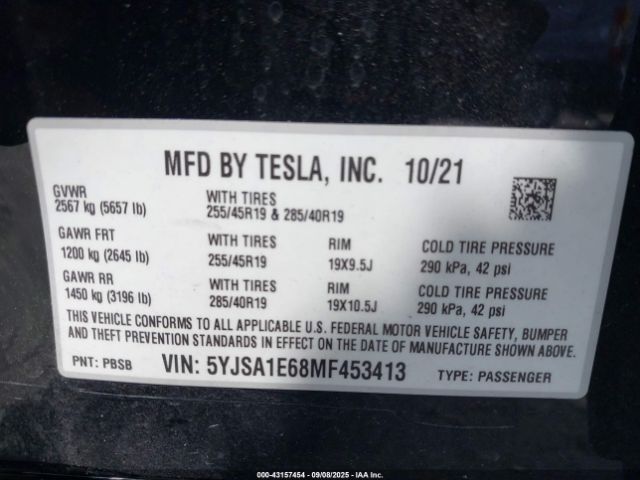 MFD BY TESLA, INC. 10/21
GVWR
2567 kg (5657 lb)
WITH TIRES
255/45R19 & 285/40R19
GAWR FRT
1200 kg (2645 lb)
WITH TIRES
255/45R19
RIM
19X9.5J
COLD TIRE PRESSURE
290 kPa, 42 psi
GAWR RR
1450 kg (3196 lb)
WITH TIRES
285/40R19
RIM
19X10.5J
COLD TIRE PRESSURE
290 kPa, 42 psi
THIS VEHICLE CONFORMS TO ALL APPLICABLE U.S. FEDERAL MOTOR VEHICLE SAFETY, BUMPER
AND THEFT PREVENTION STANDARDS IN EFFECT ON THE DATE OF MANUFACTURE SHOWN ABOVE.
PNT: PBSB
VIN: 5YJSA1E68MF453413
TYPE: PASSENGER
© 43157454 - 09/08/2025 - IAA Inc.